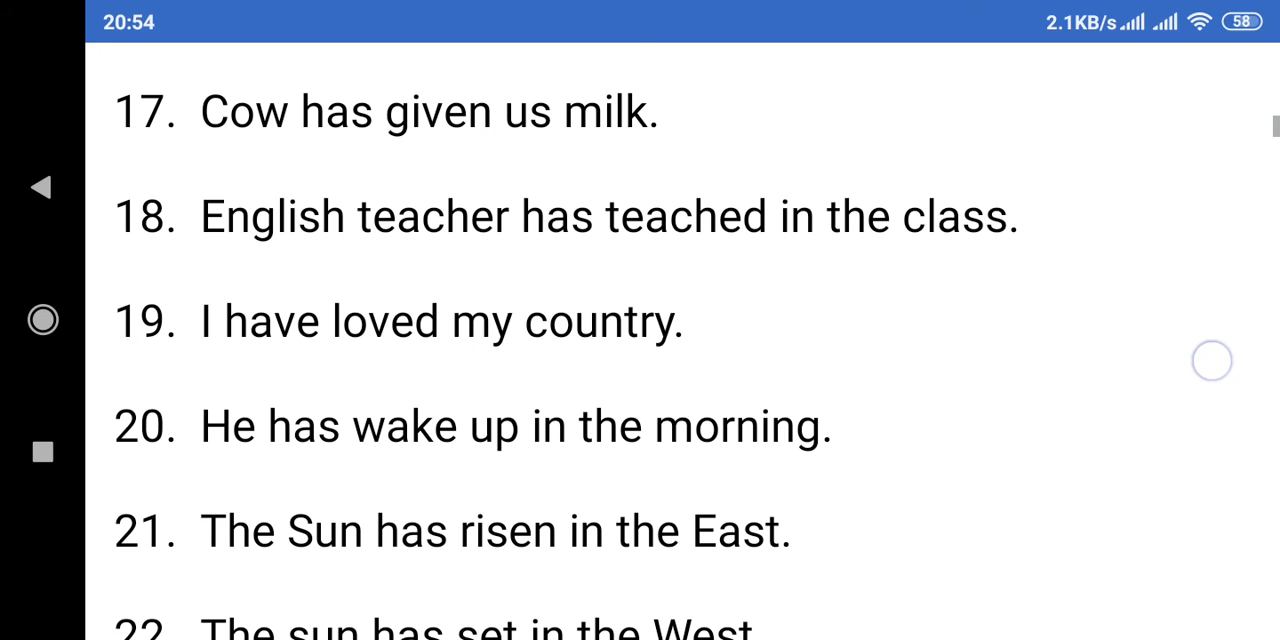 20:54 2.1KB/s 58
17. Cow has given us milk.
18. English teacher has teached in the class.
19. I have loved my country.
20. He has wake up in the morning.
21. The Sun has risen in the East.
22. The sun has set in the West.